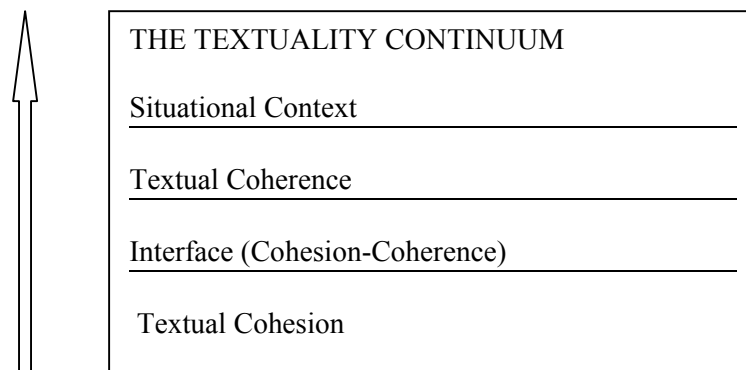 THE TEXTUALITY CONTINUUM
Situational Context
Textual Coherence
Interface (Cohesion-Coherence)
Textual Cohesion